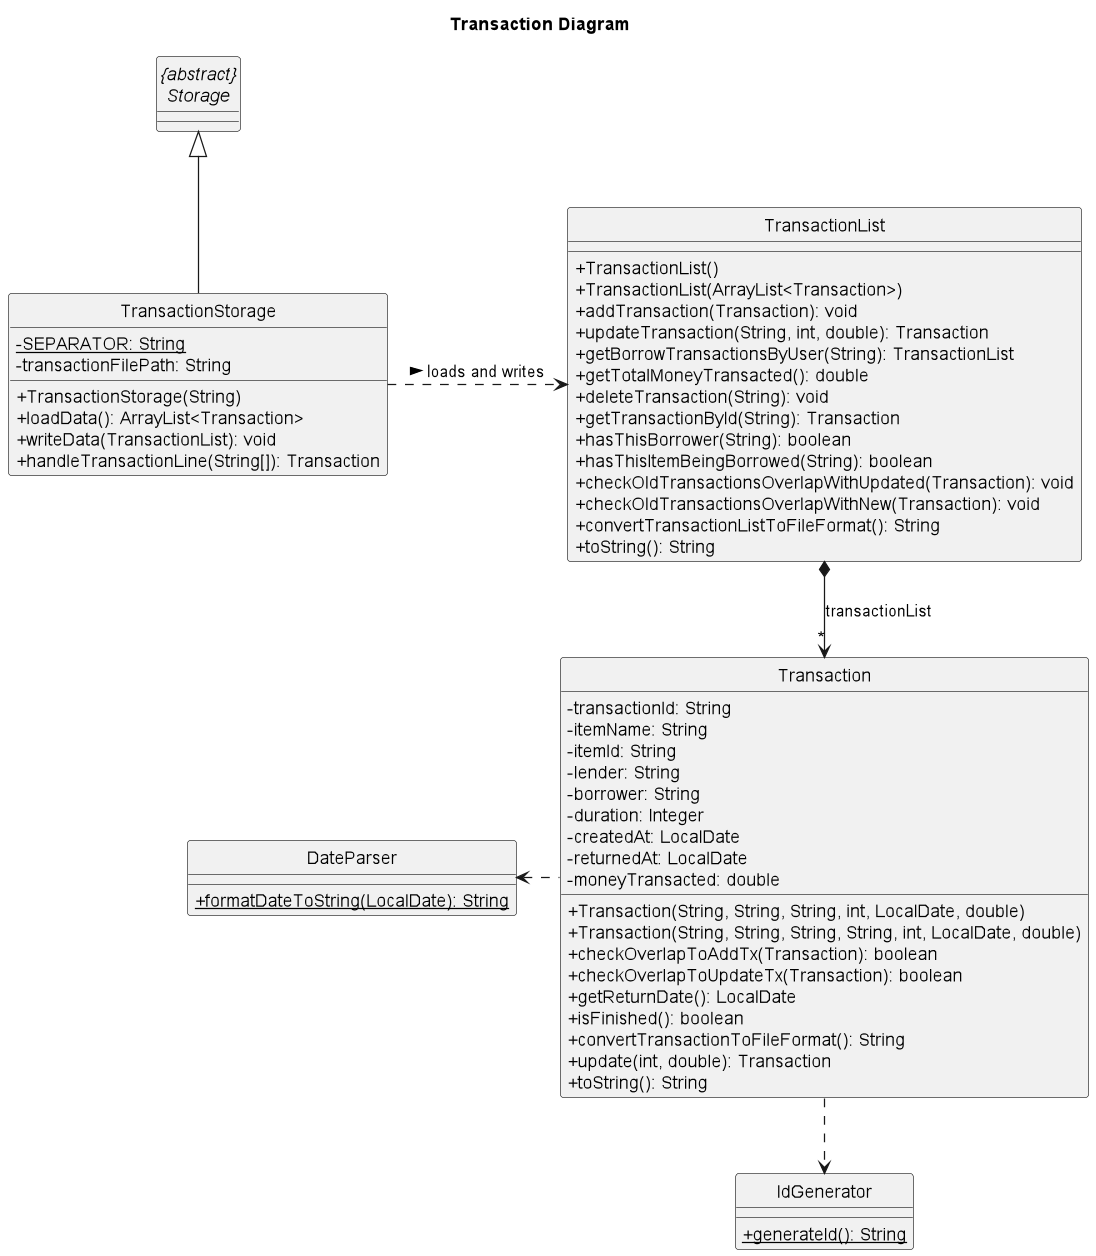 Transaction Diagram
{abstract}
Storage
TransactionStorage
-SEPARATOR: String
-transactionFilePath: String
+TransactionStorage(String)
+loadData(): ArrayList<Transaction>
+writeData(TransactionList): void
+handleTransactionLine(String[]): Transaction
loads and writes
TransactionList
+TransactionList()
+TransactionList(ArrayList<Transaction>)
+addTransaction(Transaction): void
+updateTransaction(String, int, double): Transaction
+getBorrowTransactionsByUser(String): TransactionList
+getTotalMoneyTransacted(): double
+deleteTransaction(String): void
+getTransactionById(String): Transaction
+hasThisBorrower(String): boolean
+hasThisItemBeingBorrowed(String): boolean
+checkOldTransactionsOverlapWithUpdated(Transaction): void
+checkOldTransactionsOverlapWithNew(Transaction): void
+convertTransactionListToFileFormat(): String
+toString(): String
transactionList
*
Transaction
-transactionId: String
-itemName: String
-itemId: String
-lender: String
-borrower: String
-duration: Integer
-createdAt: LocalDate
-returnedAt: LocalDate
-moneyTransacted: double
+Transaction(String, String, String, int, LocalDate, double)
+Transaction(String, String, String, String, int, LocalDate, double)
+checkOverlapToAddTx(Transaction): boolean
+checkOverlapToUpdateTx(Transaction): boolean
+getReturnDate(): LocalDate
+isFinished(): boolean
+convertTransactionToFileFormat(): String
+update(int, double): Transaction
+toString(): String
DateParser
+formatDateToString(LocalDate): String
IdGenerator
+generateId(): String